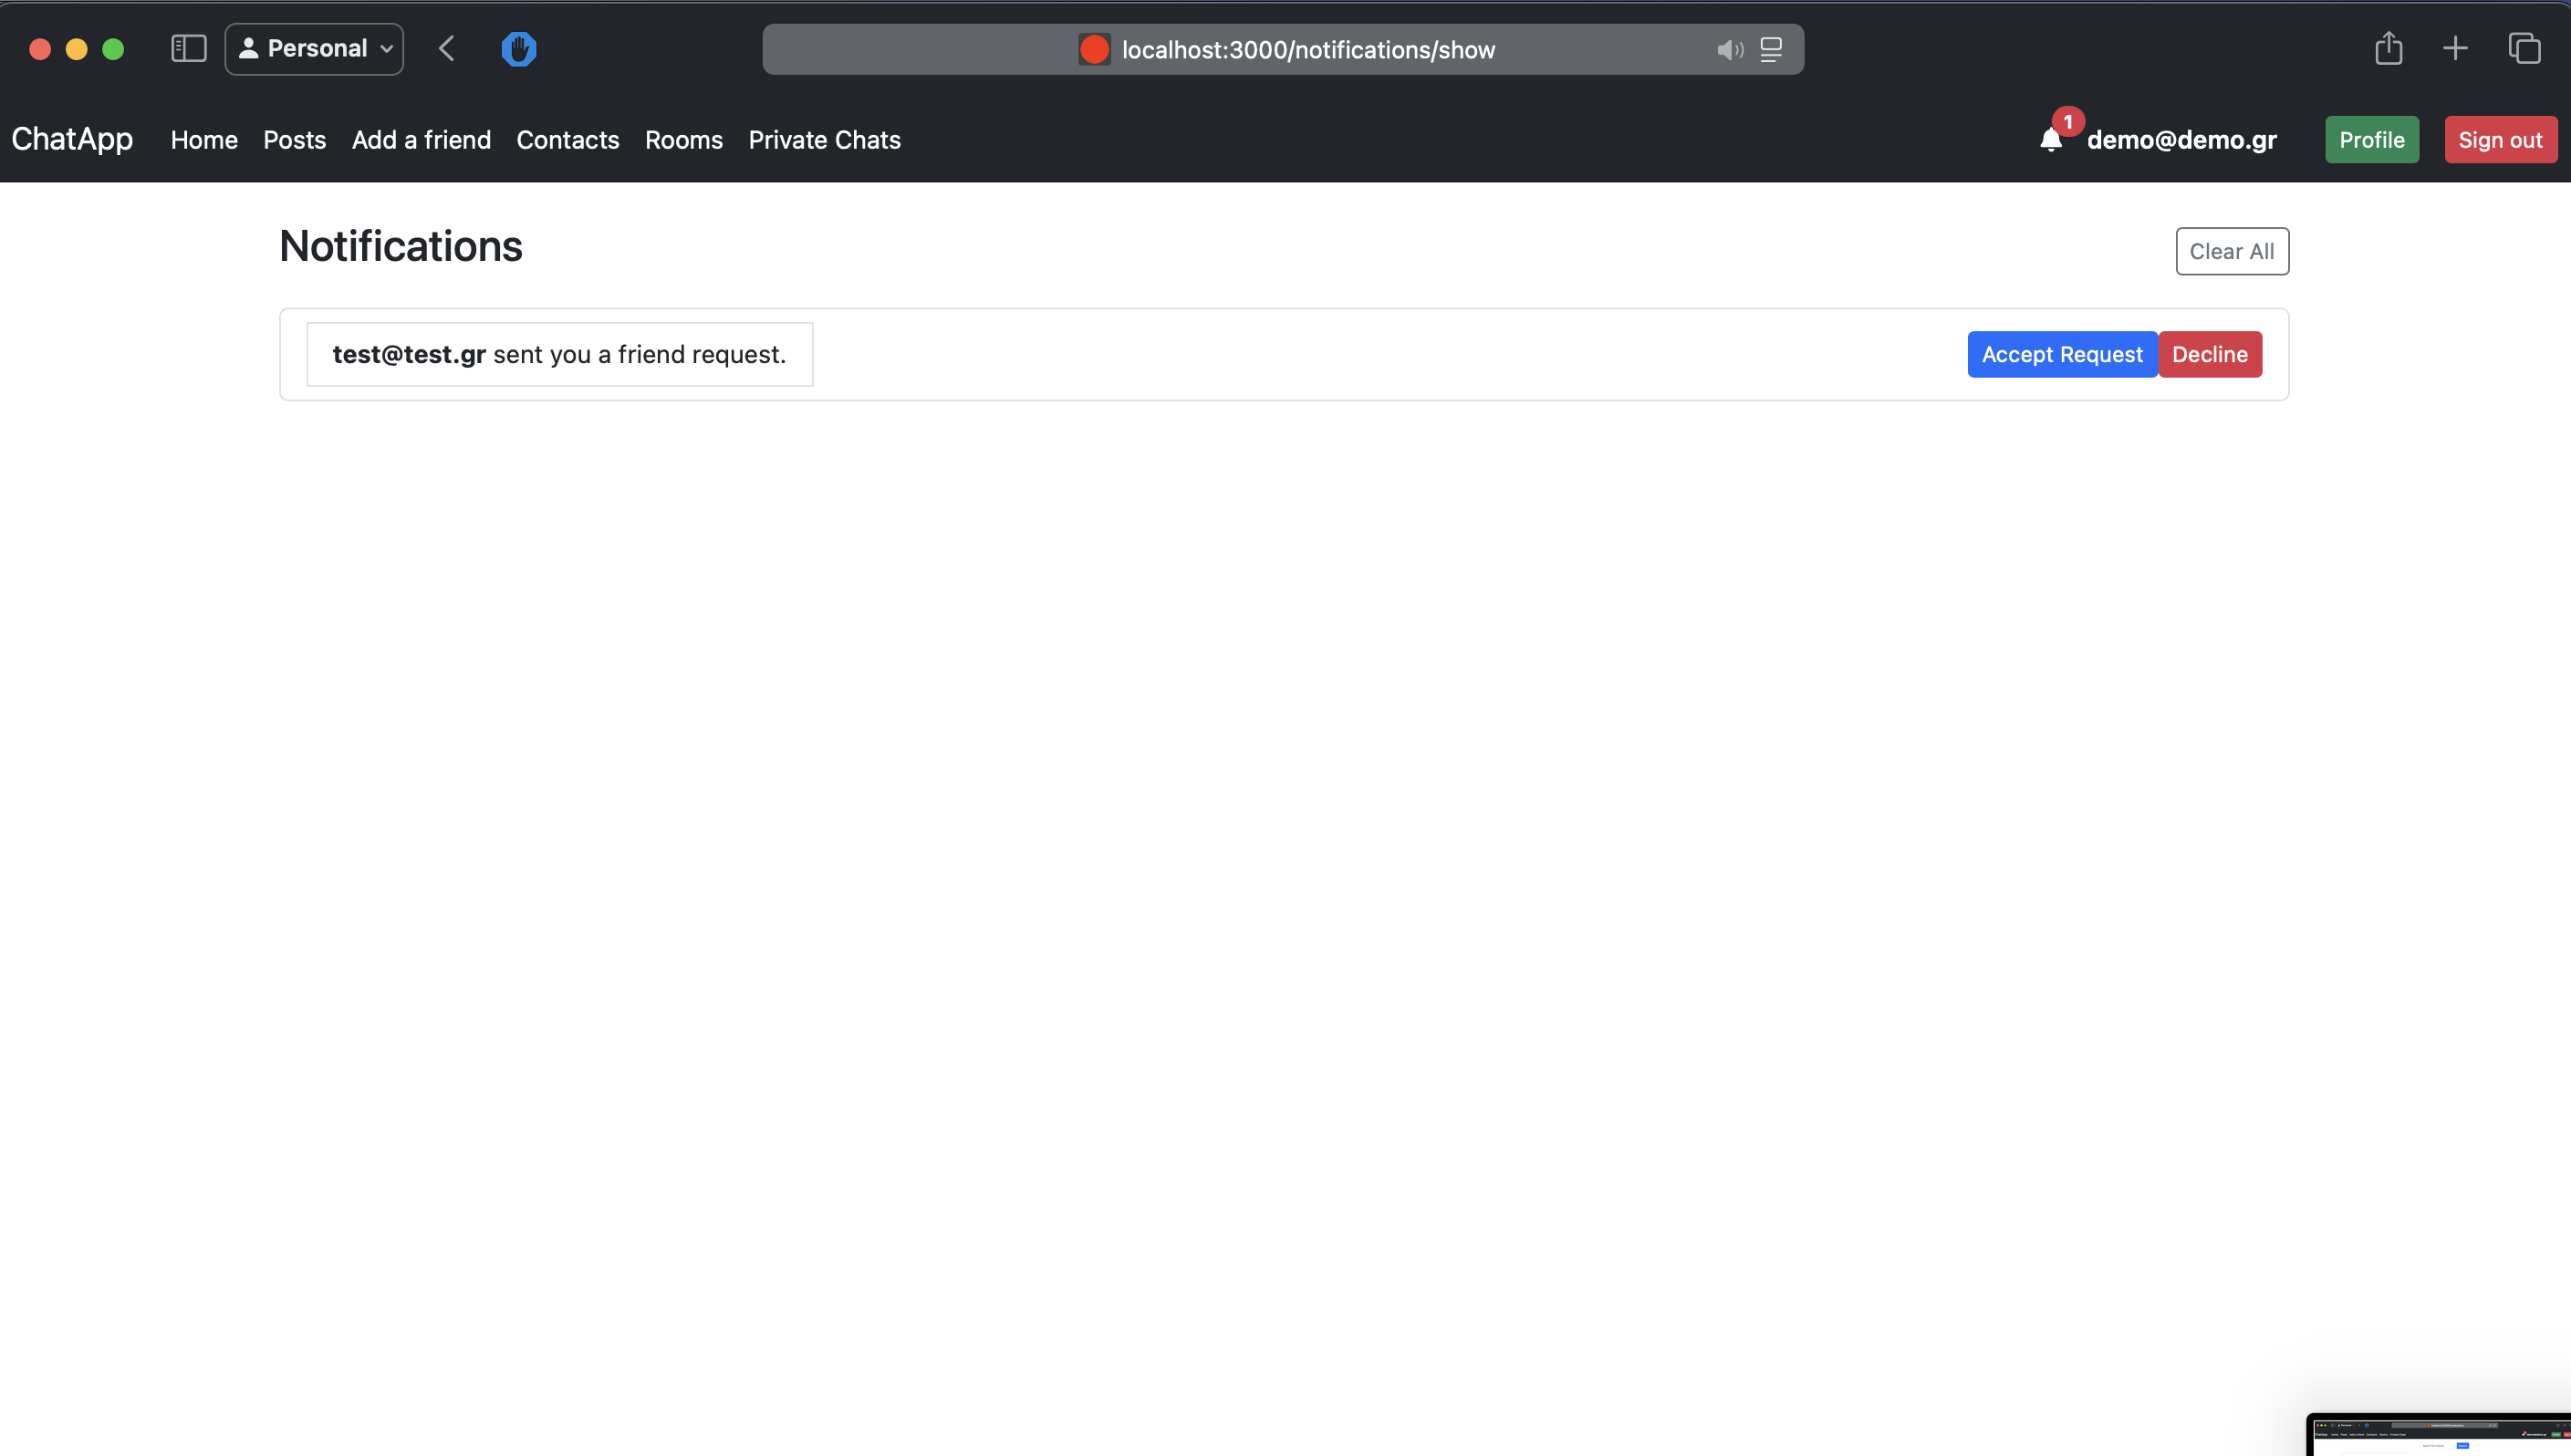 Personal
localhost:3000/notifications/show
ChatApp Home Posts Add a friend Contacts Rooms Private Chats 1 demo@demo.gr Profile Sign out
Notifications Clear All
test@test.gr sent you a friend request. Accept Request Decline